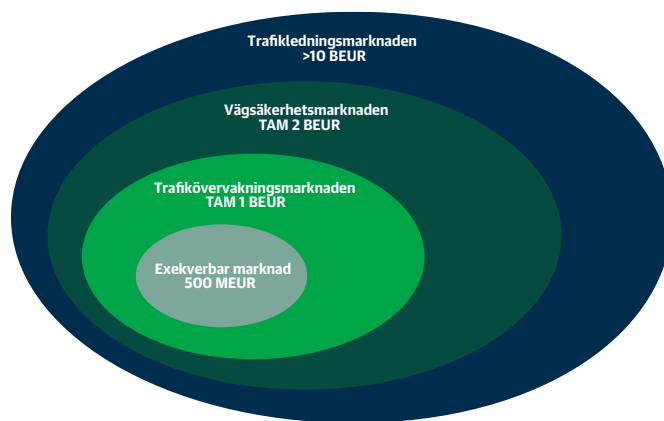 Trafikledningsmarknaden
>10 BEUR
Vägsäkerhetsmarknaden
TAM 2 BEUR
Trafikövervakningsmarknaden
TAM 1 BEUR
Exekverbar marknad
500 MEUR